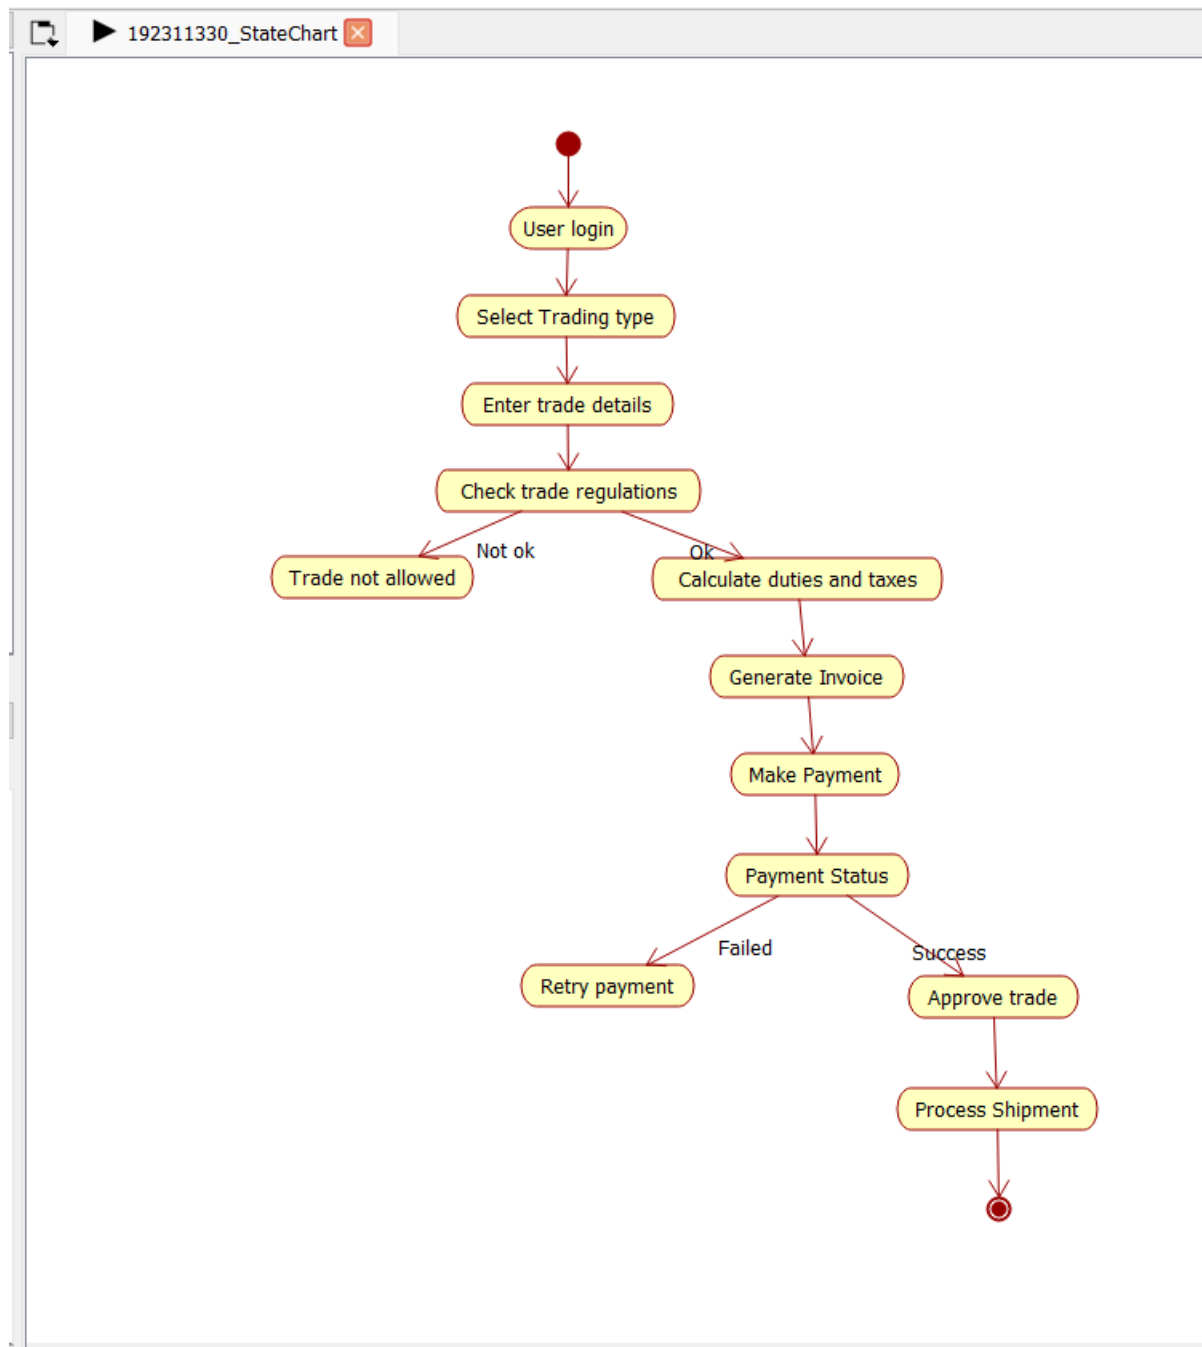 192311330_StateChart
User login
Select Trading type
Enter trade details
Check trade regulations
Not ok
Ok
Trade not allowed
Calculate duties and taxes
Generate Invoice
Make Payment
Payment Status
Failed
Success
Retry payment
Approve trade
Process Shipment